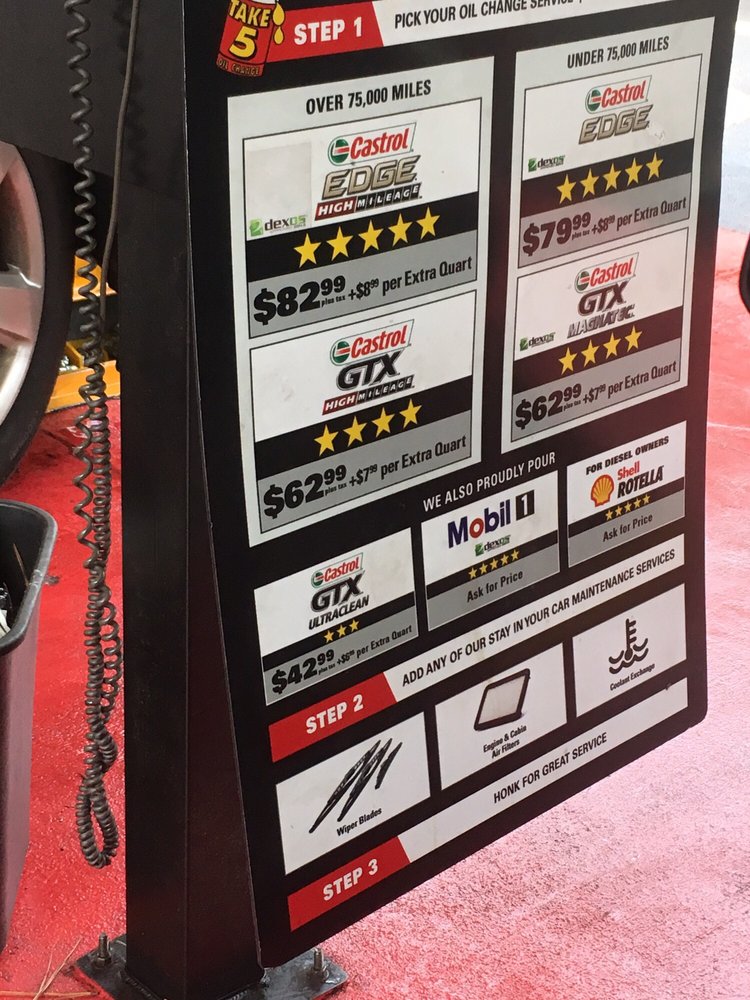 TAKE
5
OIL CHANGE
STEP 1
PICK YOUR OIL CHANGE SERVICE
OVER 75,000 MILES
Castrol
EDGE
HIGH MILEAGE
dexos
$82.99 plus tax +$8.99 per Extra Quart
Castrol
GTX
HIGH MILEAGE
$62.99 plus tax +$7.99 per Extra Quart
UNDER 75,000 MILES
Castrol
EDGE
dexos
$79.99 plus tax +$8.99 per Extra Quart
Castrol
GTX
MAGNATEC
dexos
$62.99 plus tax +$7.99 per Extra Quart
WE ALSO PROUDLY POUR
Castrol
GTX
ULTRACLEAN
$42.99 plus tax +$6.99 per Extra Quart
Mobil 1
dexos
Ask for Price
FOR DIESEL OWNERS
Shell
ROTELLA
Ask for Price
STEP 2
ADD ANY OF OUR STAY IN YOUR CAR MAINTENANCE SERVICES
Wiper Blades
Engine & Cabin
Air Filters
Coolant Exchange
STEP 3
HONK FOR GREAT SERVICE